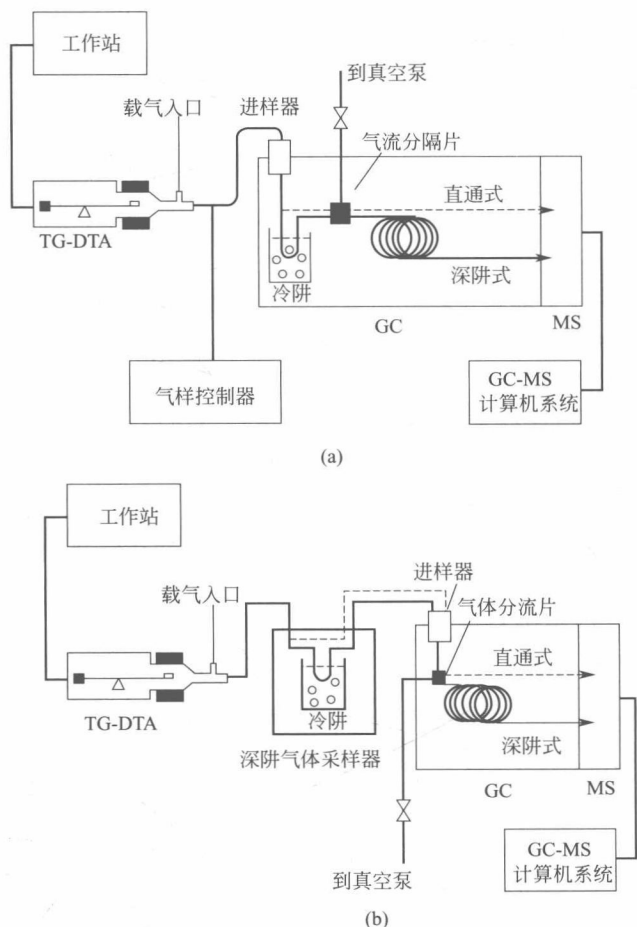 工作站
到真空泵
载气入口
进样器
气流分隔片
直通式
TG-DTA
冷阱
深阱式
GC
MS
气样控制器
GC-MS
计算机系统
(a)
工作站
进样器
载气入口
气体分流片
直通式
TG-DTA
冷阱
深阱气体采样器
深阱式
GC
MS
到真空泵
GC-MS
计算机系统
(b)